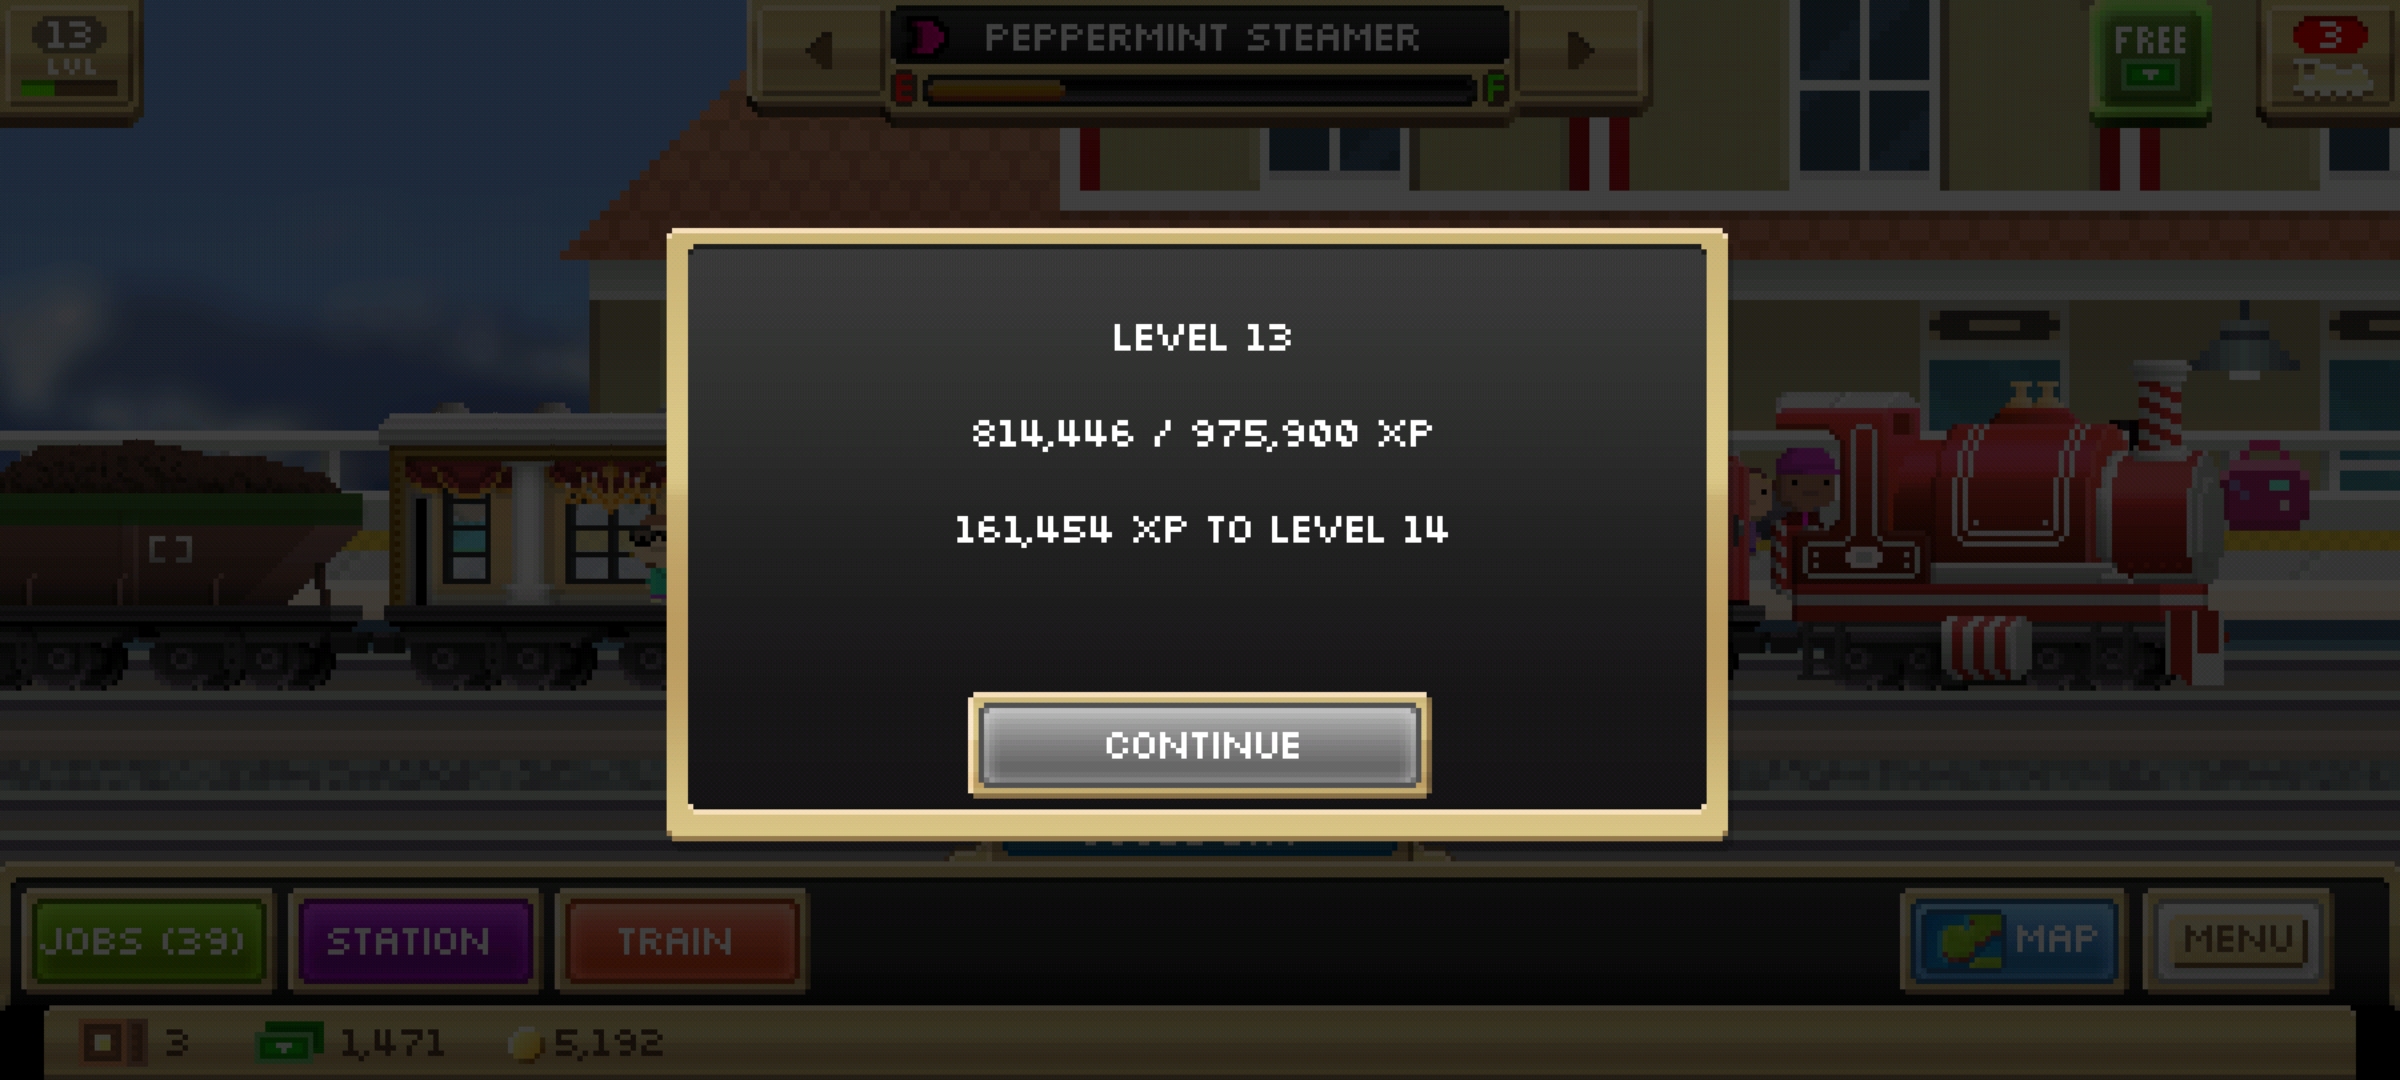 13
LVL
PEPPERMINT STEAMER
E
F
FREE
3
LEVEL 13
814,446 / 975,900 XP
161,454 XP TO LEVEL 14
CONTINUE
JOBS (39)
STATION
TRAIN
MAP
MENU
3
1,471
5,192